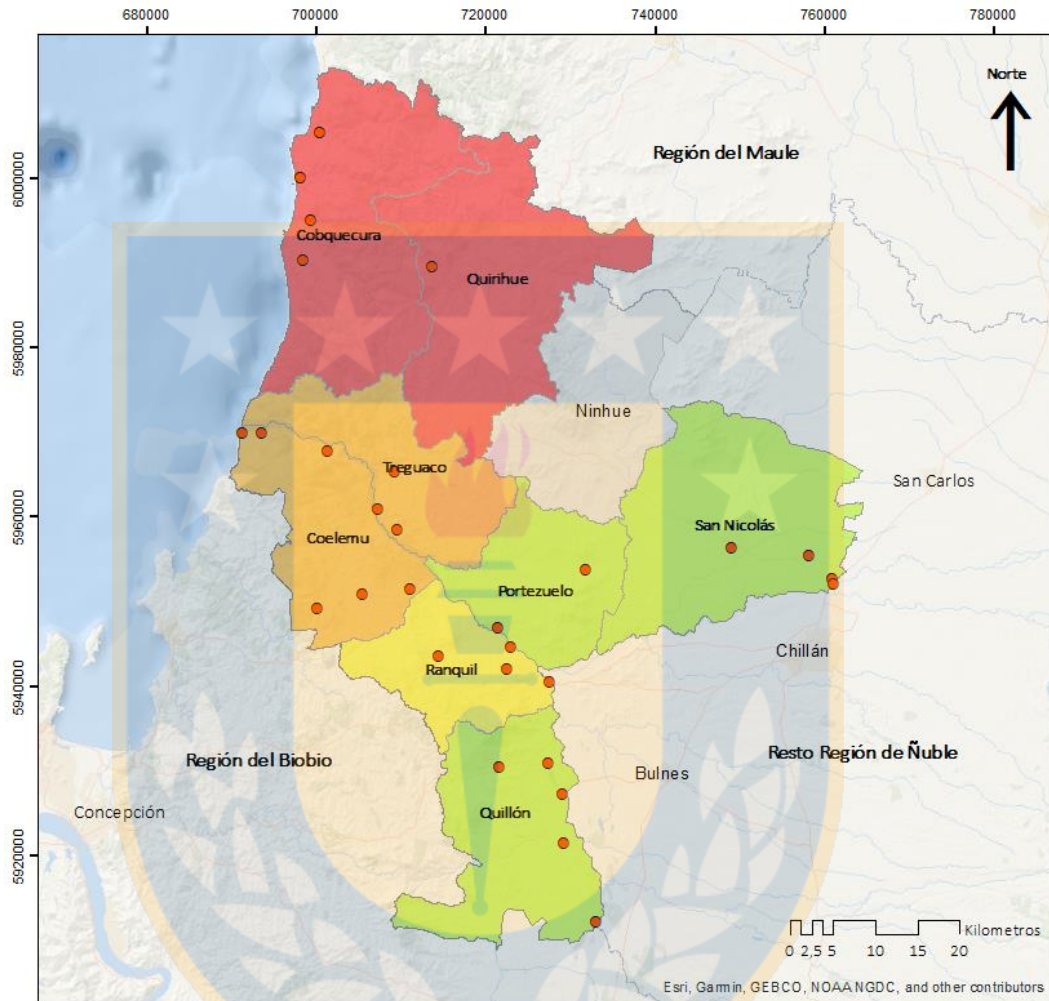 680000
700000
720000
740000
760000
780000
Norte
Región del Maule
6000000
Cobquecura
Quirihue
5980000
Ninhue
Treguaco
San Carlos
5960000
San Nicolás
Coelemu
Portezuelo
Chillán
Ranquil
5940000
Región del Biobio
Resto Región de Ñuble
Bulnes
Concepción
Quillón
5920000
Kilometros
0 2,5 5 10 15 20
Esri, Garmin, GEBCO, NOAA NGDC, and other contributors